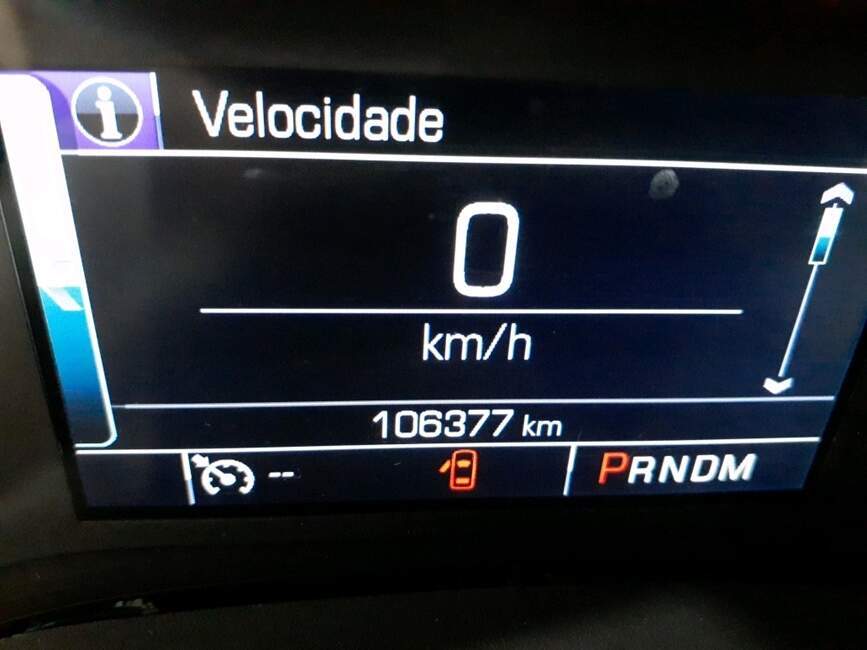 i Velocidade
0
km/h
106377 km
-- PRNDM